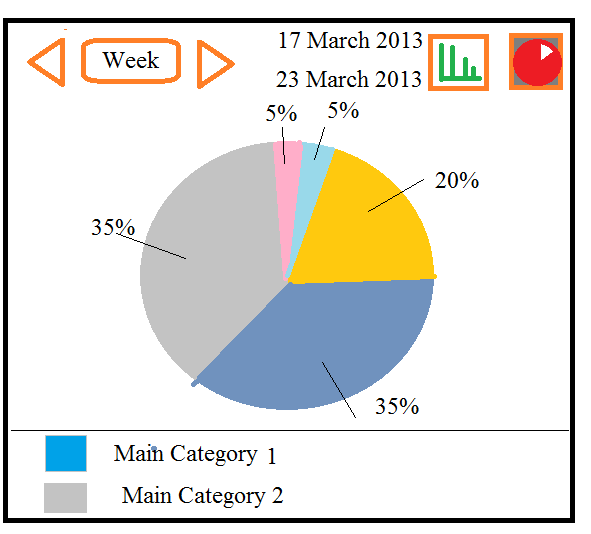 17 March 2013
Week
23 March 2013
5%
5%
20%
35%
35%
Main Category 1
Main Category 2